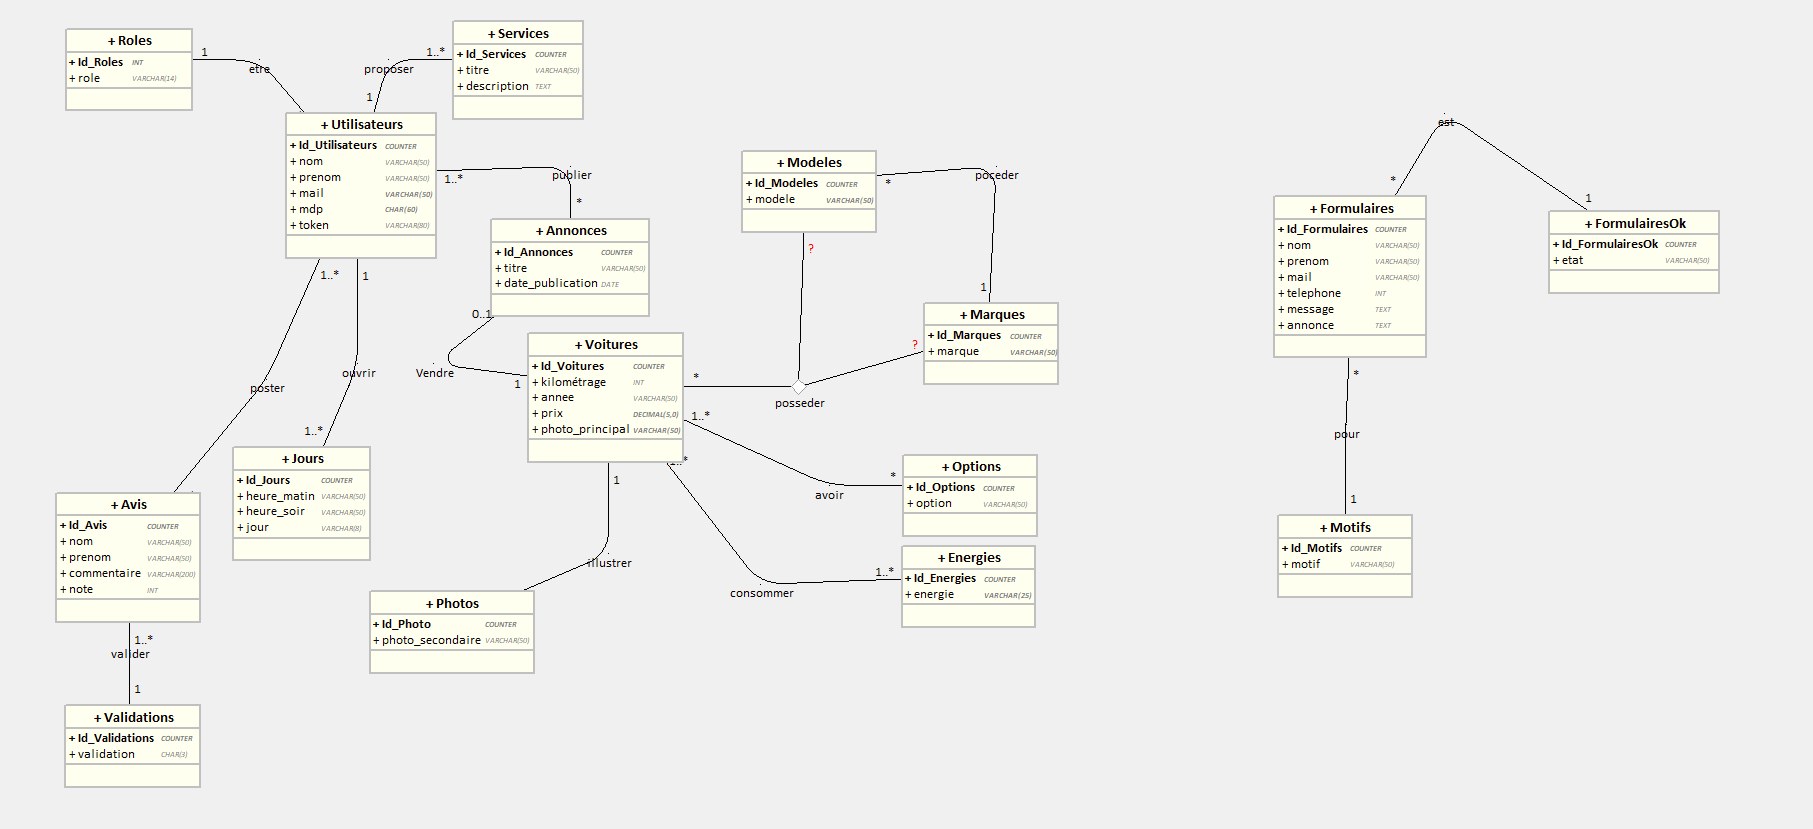 + Roles
+ Id_Roles INT
+ role VARCHAR(14)
1
etre
+ Services
+ Id_Services COUNTER
+ titre VARCHAR(50)
+ description TEXT
1..*
proposer
1
+ Utilisateurs
+ Id_Utilisateurs COUNTER
+ nom VARCHAR(50)
+ prenom VARCHAR(50)
+ mail VARCHAR(50)
+ mdp CHAR(60)
+ token VARCHAR(80)
1..*
publier
*
+ Annonces
+ Id_Annonces COUNTER
+ titre VARCHAR(50)
+ date_publication DATE
0..1
Vendre
1
+ Voitures
+ Id_Voitures COUNTER
+ kilométrage INT
+ annee VARCHAR(50)
+ prix DECIMAL(5,0)
+ photo_principal VARCHAR(50)
+ Modeles
+ Id_Modeles COUNTER
+ modele VARCHAR(50)
*
poceder
1
?
+ Marques
+ Id_Marques COUNTER
+ marque VARCHAR(50)
?
*
posseder
1..*
avoir
*
+ Options
+ Id_Options COUNTER
+ option VARCHAR(50)
1..*
consommer
1..*
+ Energies
+ Id_Energies COUNTER
+ energie VARCHAR(25)
1
illustrer
+ Photos
+ Id_Photo COUNTER
+ photo_secondaire VARCHAR(50)
1..*
poster
1
ouvrir
1..*
+ Jours
+ Id_Jours COUNTER
+ heure_matin VARCHAR(50)
+ heure_soir VARCHAR(50)
+ jour VARCHAR(8)
+ Avis
+ Id_Avis COUNTER
+ nom VARCHAR(50)
+ prenom VARCHAR(50)
+ commentaire VARCHAR(200)
+ note INT
1..*
valider
1
+ Validations
+ Id_Validations COUNTER
+ validation CHAR(3)
est
*
1
+ Formulaires
+ Id_Formulaires COUNTER
+ nom VARCHAR(50)
+ prenom VARCHAR(50)
+ mail VARCHAR(50)
+ telephone INT
+ message TEXT
+ annonce TEXT
+ FormulairesOk
+ Id_FormulairesOk COUNTER
+ etat VARCHAR(50)
*
pour
1
+ Motifs
+ Id_Motifs COUNTER
+ motif VARCHAR(50)